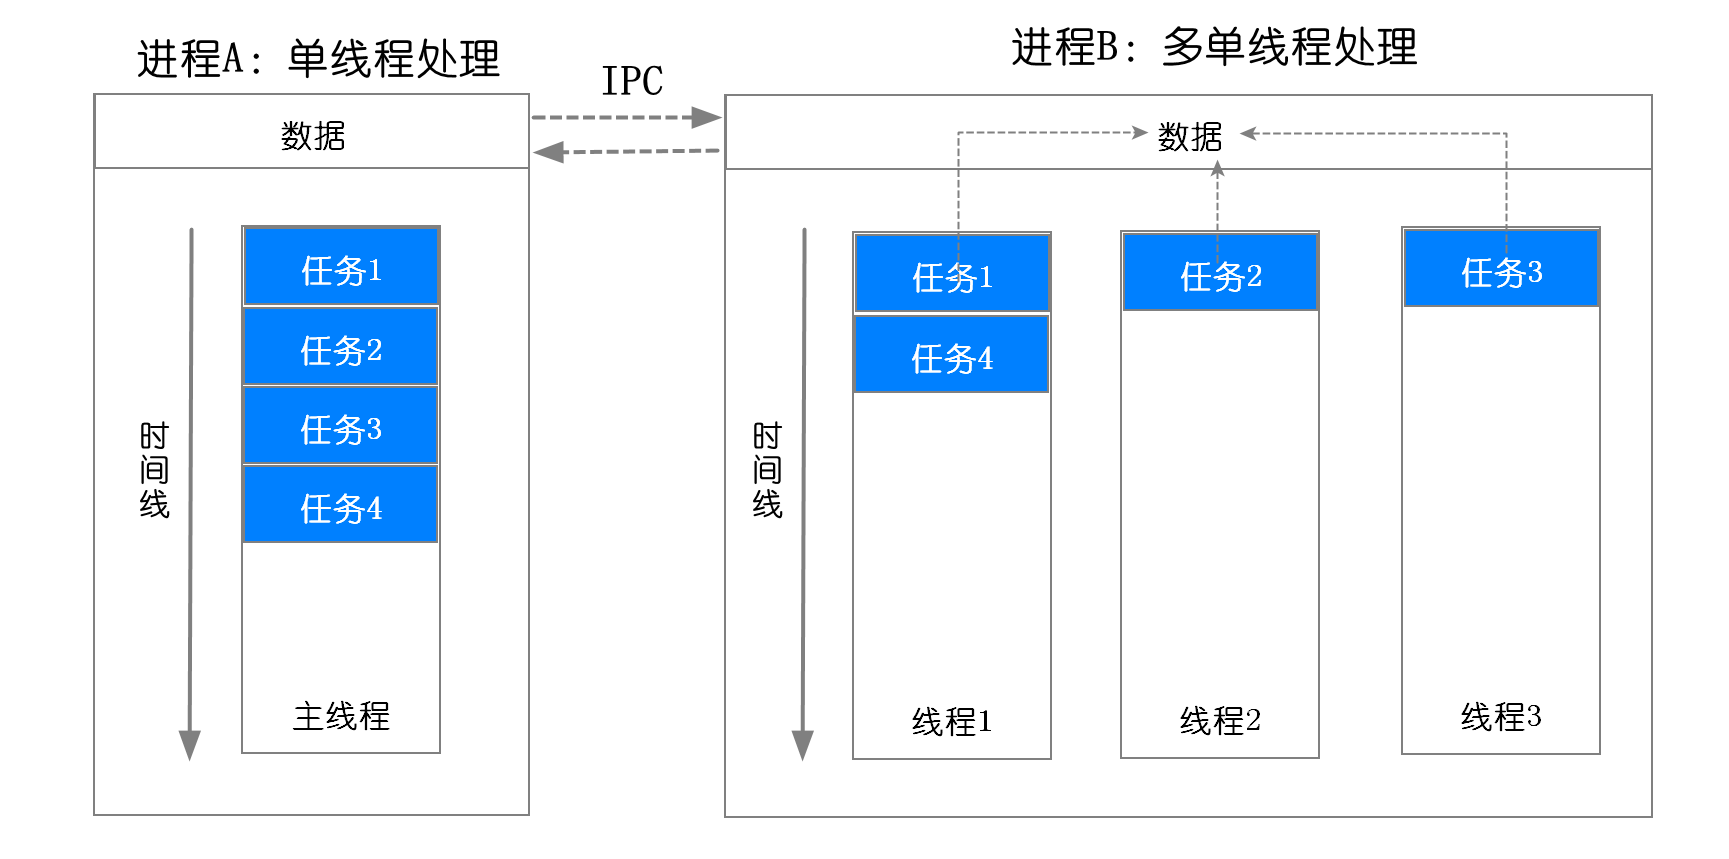 进程A：单线程处理
IPC
进程B：多单线程处理
数据
数据
时间线
任务1
任务2
任务3
任务4
主线程
时间线
任务1
任务4
线程1
任务2
线程2
任务3
线程3